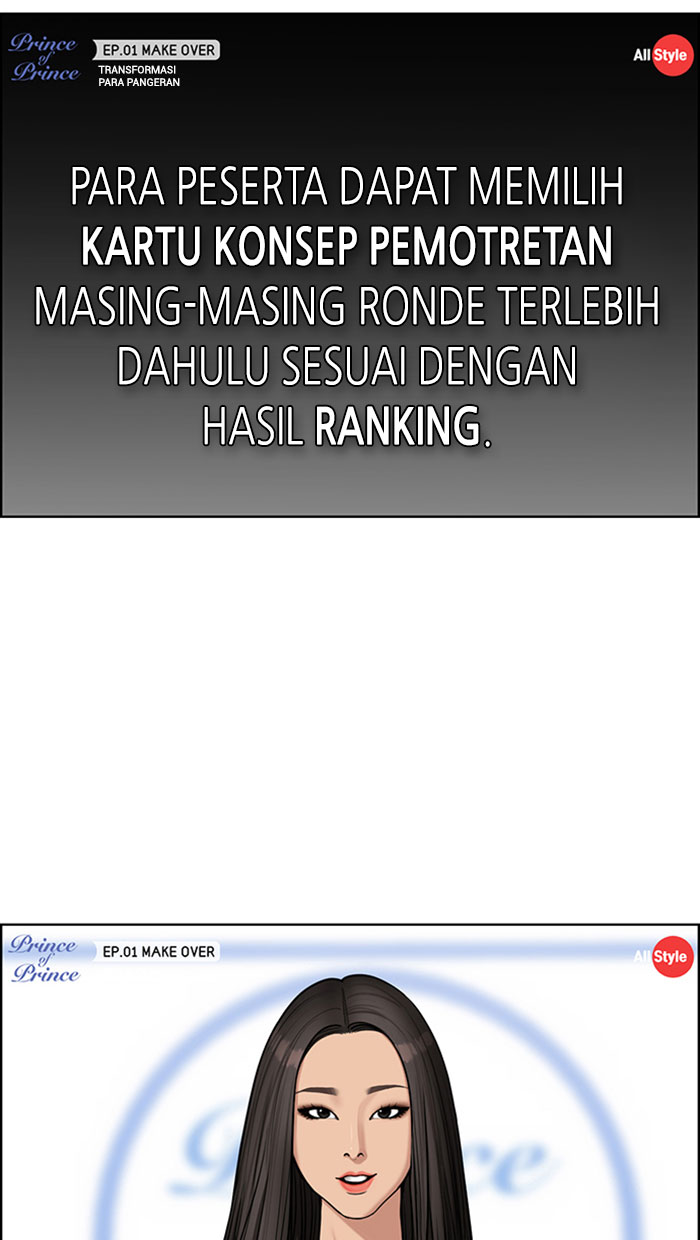 Prince
of
Prince
EP.01 MAKE OVER
TRANSFORMASI
PARA PANGERAN
All Style
PARA PESERTA DAPAT MEMILIH
KARTU KONSEP PEMOTRETAN
MASING-MASING RONDE TERLEBIH
DAHULU SESUAI DENGAN
HASIL RANKING.
Prince
of
Prince
EP.01 MAKE OVER
All Style